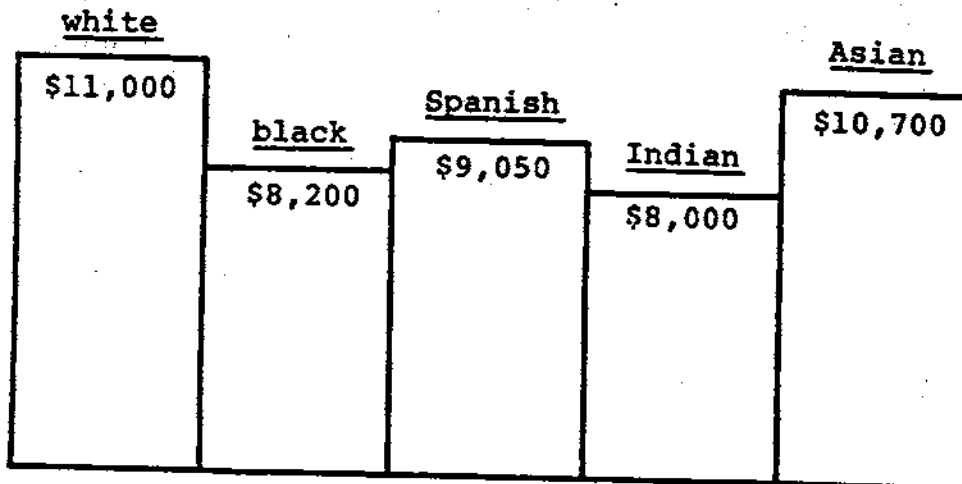 white
$11,000
black
$8,200
Spanish
$9,050
Indian
$8,000
Asian
$10,700